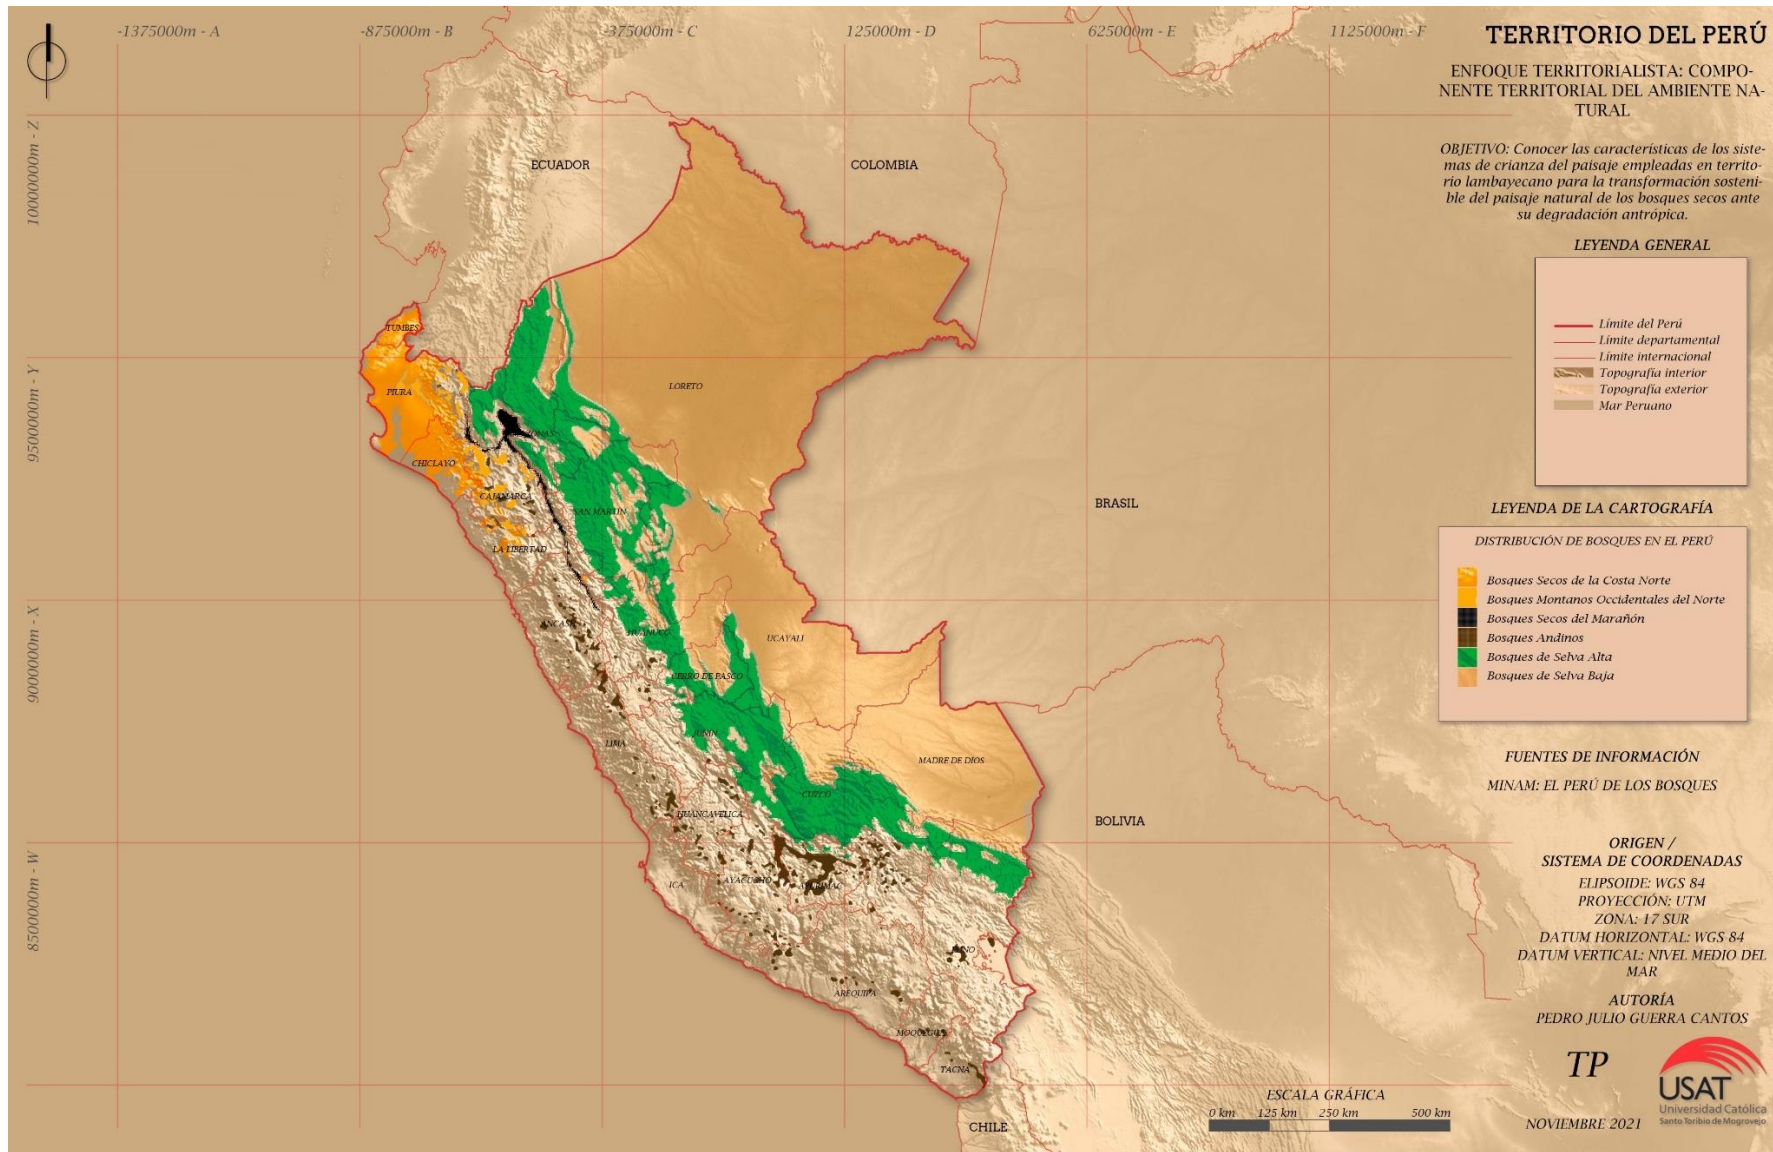 -1375000m - A
-875000m - B
-375000m - C
125000m - D
625000m - E
1125000m - F
10000000m - Z
9500000m - Y
9000000m - X
8500000m - W
ECUADOR
COLOMBIA
BRASIL
BOLIVIA
CHILE
TUMBES
PIURA
LORETO
CHICLAYO
CAJAMARCA
SAN MARTIN
LA LIBERTAD
ANCASH
HUANUCO
UCAYALI
CERRO DE PASCO
JUNIN
LIMA
MADRE DE DIOS
CUZCO
HUANCAVELICA
ICA
AYACUCHO
PUNO
AREQUIPA
MOQUEGUA
TACNA
TERRITORIO DEL PERÚ
ENFOQUE TERRITORIALISTA: COMPO-
NENTE TERRITORIAL DEL AMBIENTE NA-
TURAL
OBJETIVO: Conocer las características de los siste-
mas de crianza del paisaje empleadas en territo-
rio lambayecano para la transformación sosteni-
ble del paisaje natural de los bosques secos ante
su degradación antrópica.
LEYENDA GENERAL
Límite del Perú
Límite departamental
Límite internacional
Topografía interior
Topografía exterior
Mar Peruano
LEYENDA DE LA CARTOGRAFÍA
DISTRIBUCIÓN DE BOSQUES EN EL PERÚ
Bosques Secos de la Costa Norte
Bosques Montanos Occidentales del Norte
Bosques Secos del Marañón
Bosques Andinos
Bosques de Selva Alta
Bosques de Selva Baja
FUENTES DE INFORMACIÓN
MINAM: EL PERÚ DE LOS BOSQUES
ORIGEN /
SISTEMA DE COORDENADAS
ELIPSOIDE: WGS 84
PROYECCIÓN: UTM
ZONA: 17 SUR
DATUM HORIZONTAL: WGS 84
DATUM VERTICAL: NIVEL MEDIO DEL
MAR
AUTORÍA
PEDRO JULIO GUERRA CANTOS
TP
USAT
Universidad Católica
Santo Toribio de Mogrovejo
NOVIEMBRE 2021
ESCALA GRÁFICA
0 km 125 km 250 km 500 km